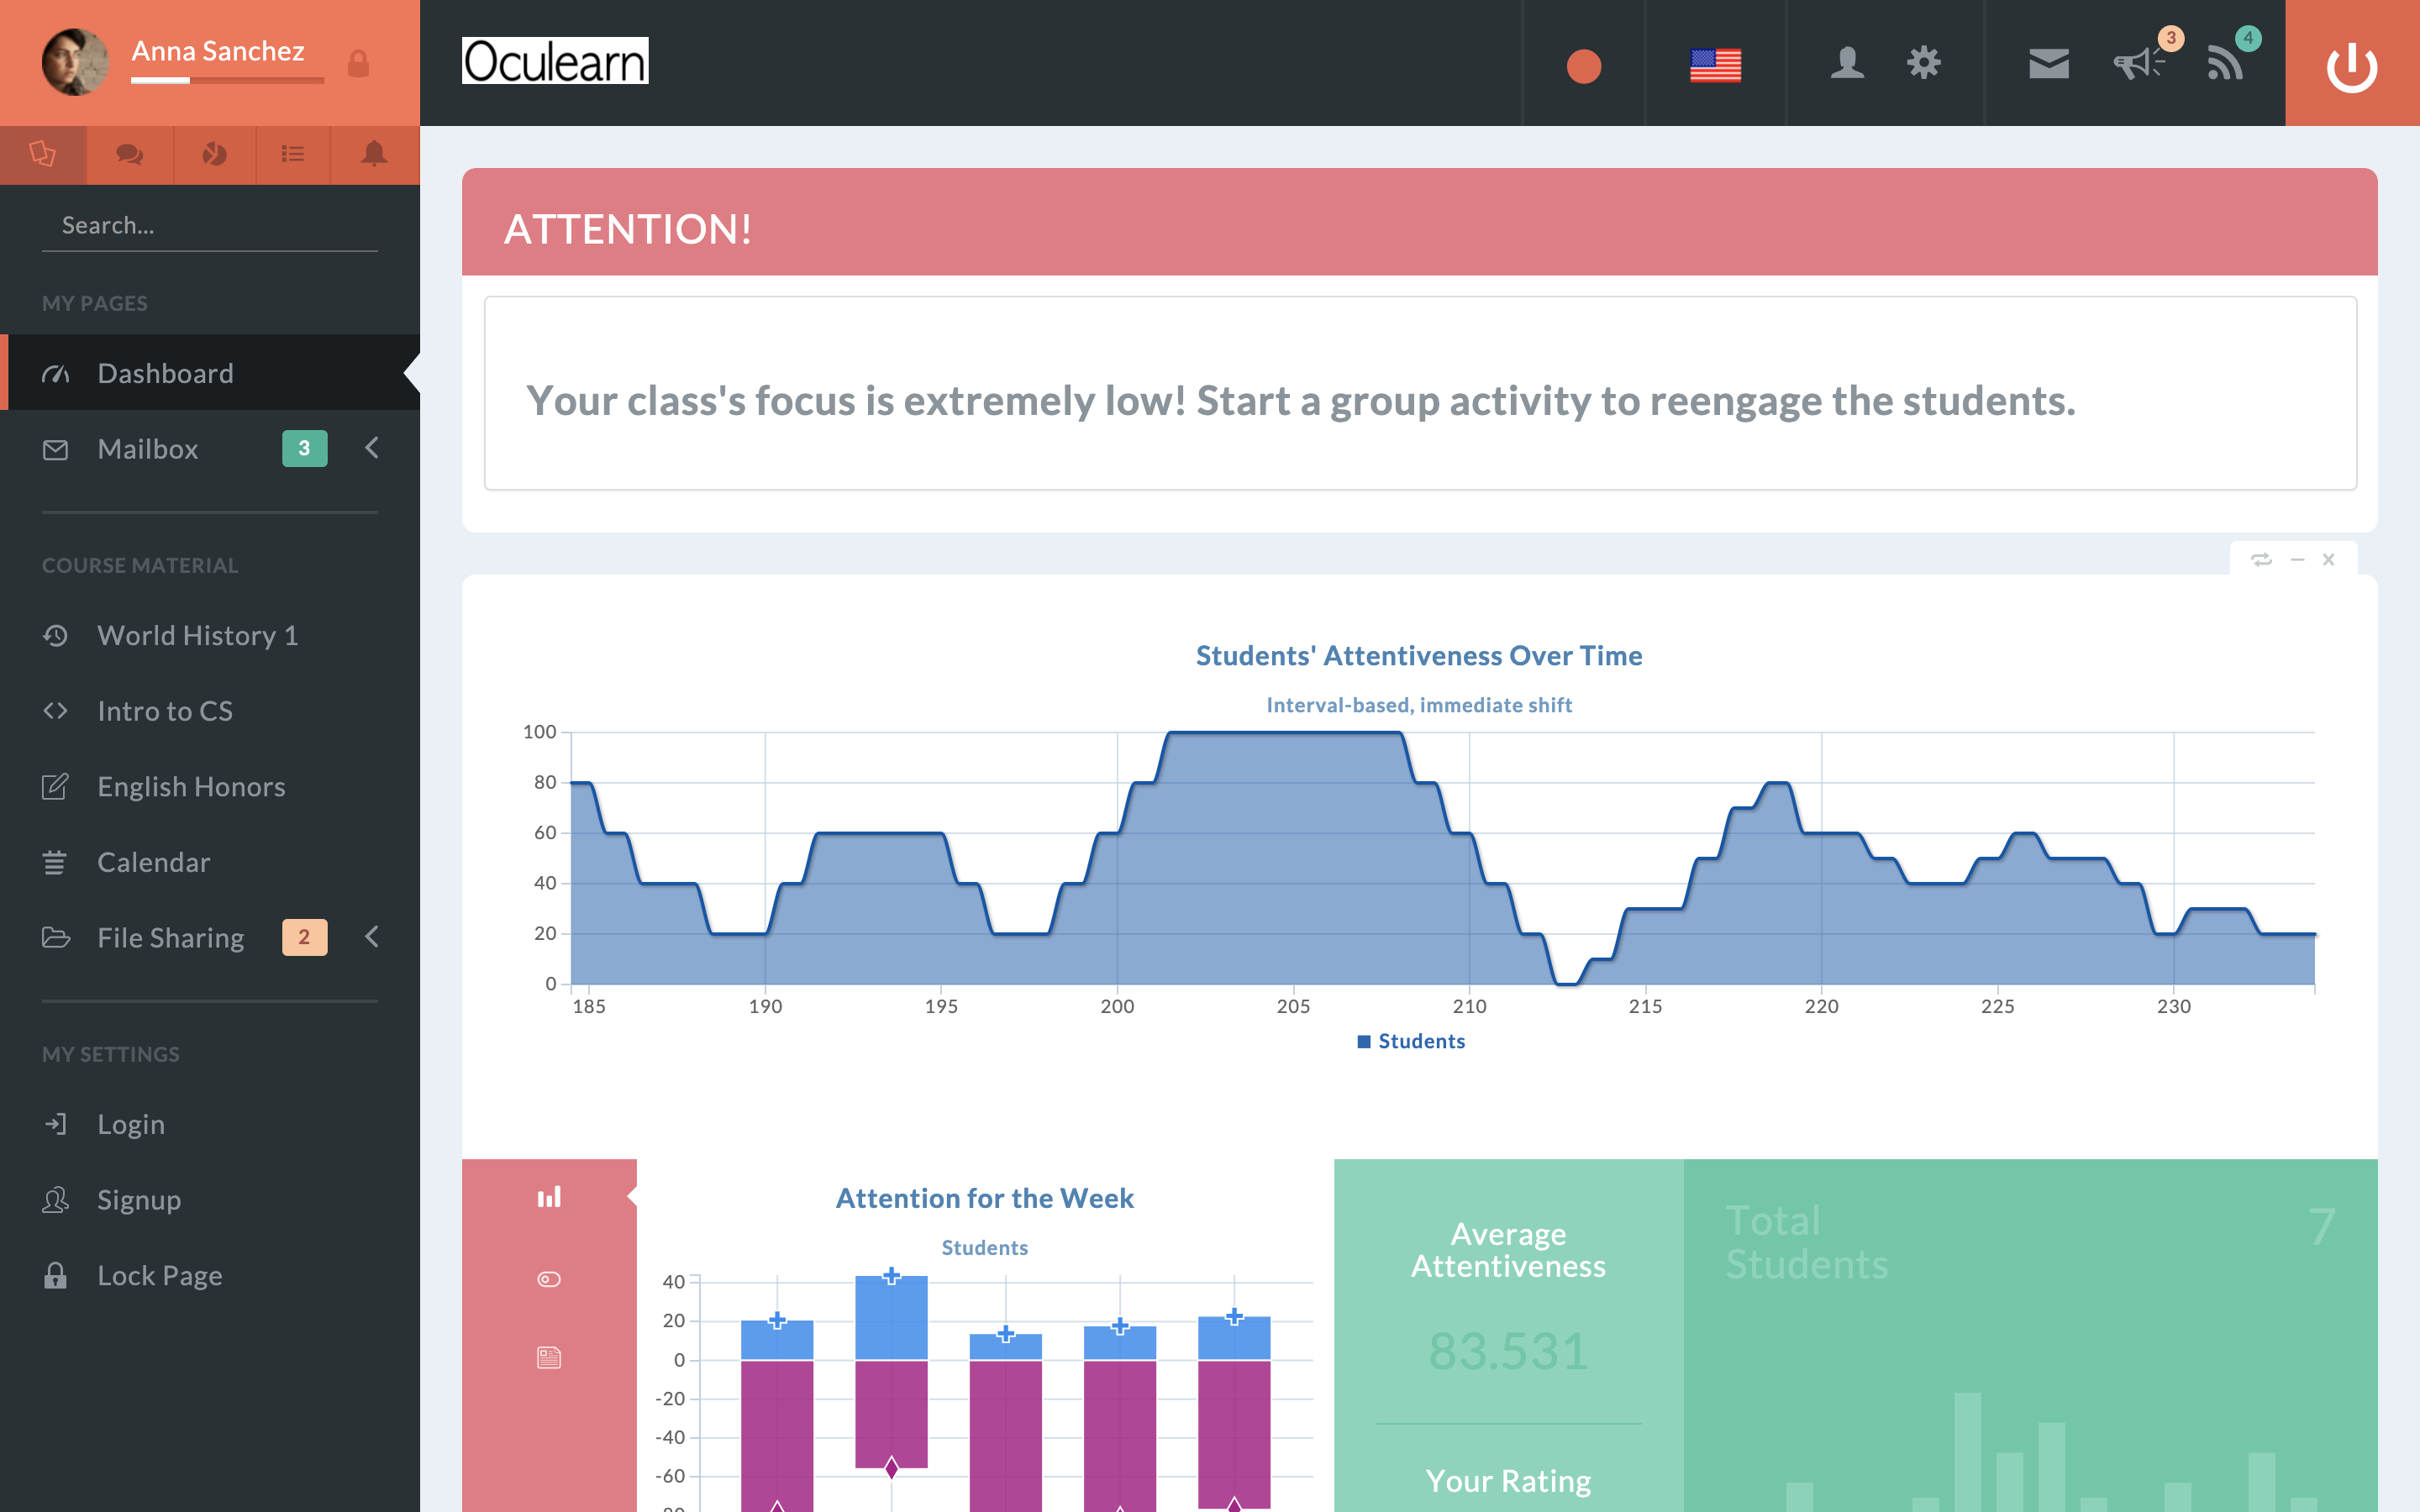 Anna Sanchez
Oculearn
3
4
Search...
MY PAGES
Dashboard
Mailbox
3
COURSE MATERIAL
World History 1
Intro to CS
English Honors
Calendar
File Sharing
2
MY SETTINGS
Login
Signup
Lock Page
ATTENTION!
Your class's focus is extremely low! Start a group activity to reengage the students.
Students' Attentiveness Over Time
Interval-based, immediate shift
100
80
60
40
20
0
185 190 195 200 205 210 215 220 225 230
Students
Attention for the Week
Students
40
20
0
-20
-40
-60
Average
Attentiveness
83.531
Your Rating
Total
Students
7